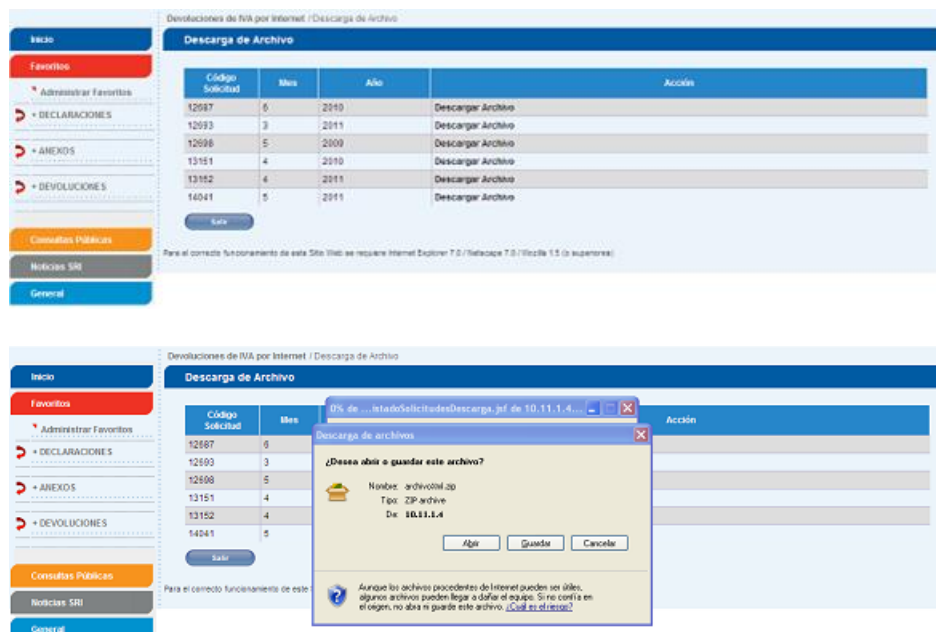 Devoluciones de IVA por Internet / Descarga de Archivo
Inicio
Descarga de Archivo
Favoritos
Administrar Favoritos
+ DECLARACIONES
+ ANEXOS
+ DEVOLUCIONES
Consultas Públicas
Noticias SRI
General
Código Solicitud Mes Año Acción
12687 6 2010 Descargar Archivo
12693 3 2011 Descargar Archivo
12698 5 2009 Descargar Archivo
13151 4 2010 Descargar Archivo
13152 4 2011 Descargar Archivo
14041 5 2011 Descargar Archivo
Salir
Para el correcto funcionamiento de este Sitio Web se requiere Internet Explorer 7.0 / Netscape 7.0 / Mozilla 1.5 (o superiores)
Devoluciones de IVA por Internet / Descarga de Archivo
Inicio
Descarga de Archivo
Favoritos
Administrar Favoritos
+ DECLARACIONES
+ ANEXOS
+ DEVOLUCIONES
Consultas Públicas
Noticias SRI
General
Código Solicitud Mes Acción
12687 6
12693 3
12698 5
13151 4
13152 4
14041 5
Salir
Para el correcto funcionamiento de este
0% de ...istadoSolicitudesDescarga.jsf de 10.11.1.4...
Descarga de archivos
¿Desea abrir o guardar este archivo?
Nombre: archivoXml.zip
Tipo: ZIP archive
De: 10.11.1.4
Abrir Guardar Cancelar
Aunque los archivos procedentes de Internet pueden ser útiles,
algunos archivos pueden llegar a dañar el equipo. Si no confía en
el origen, no abra ni guarde este archivo. ¿Cuál es el riesgo?